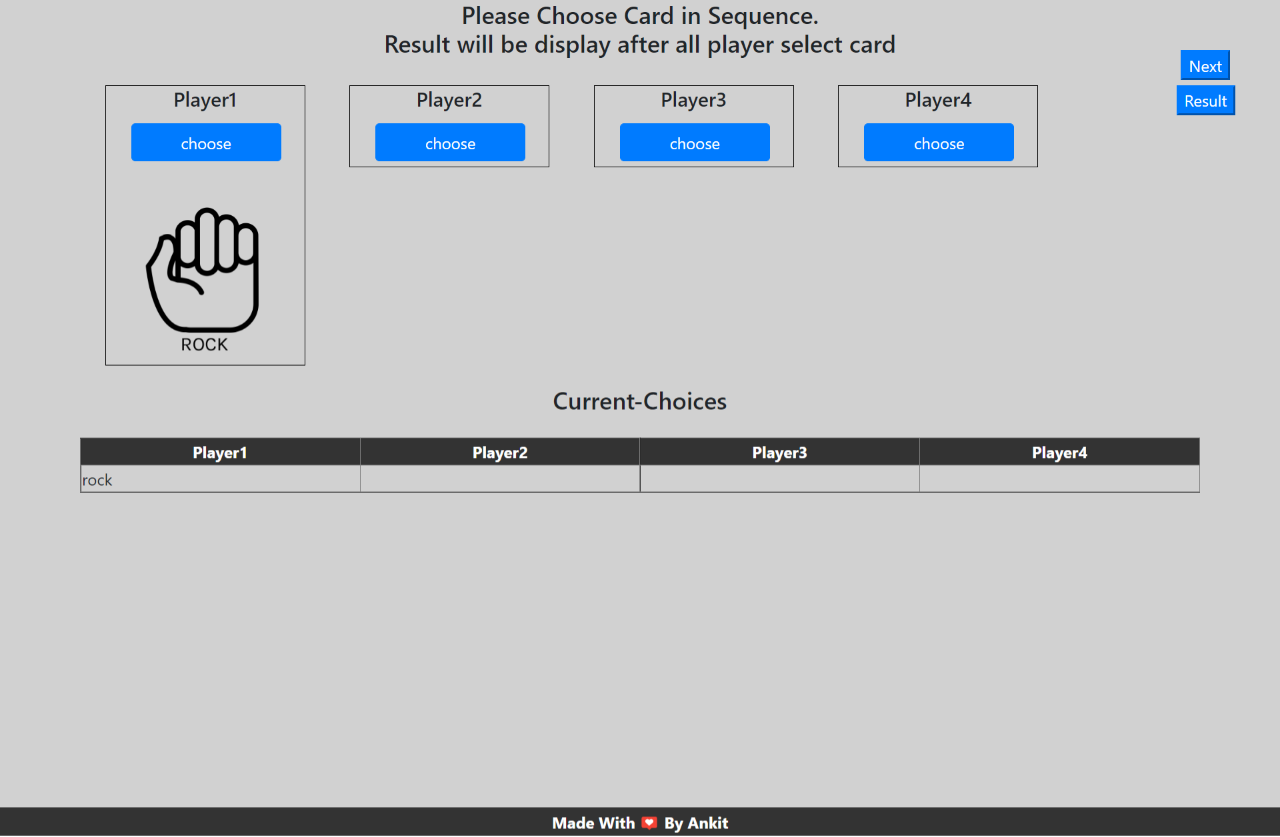 Please Choose Card in Sequence.
Result will be display after all player select card
Next
Result
Player1
choose
ROCK
Player2
choose
Player3
choose
Player4
choose
Current-Choices
Player1 Player2 Player3 Player4
rock
Made With 💌 By Ankit